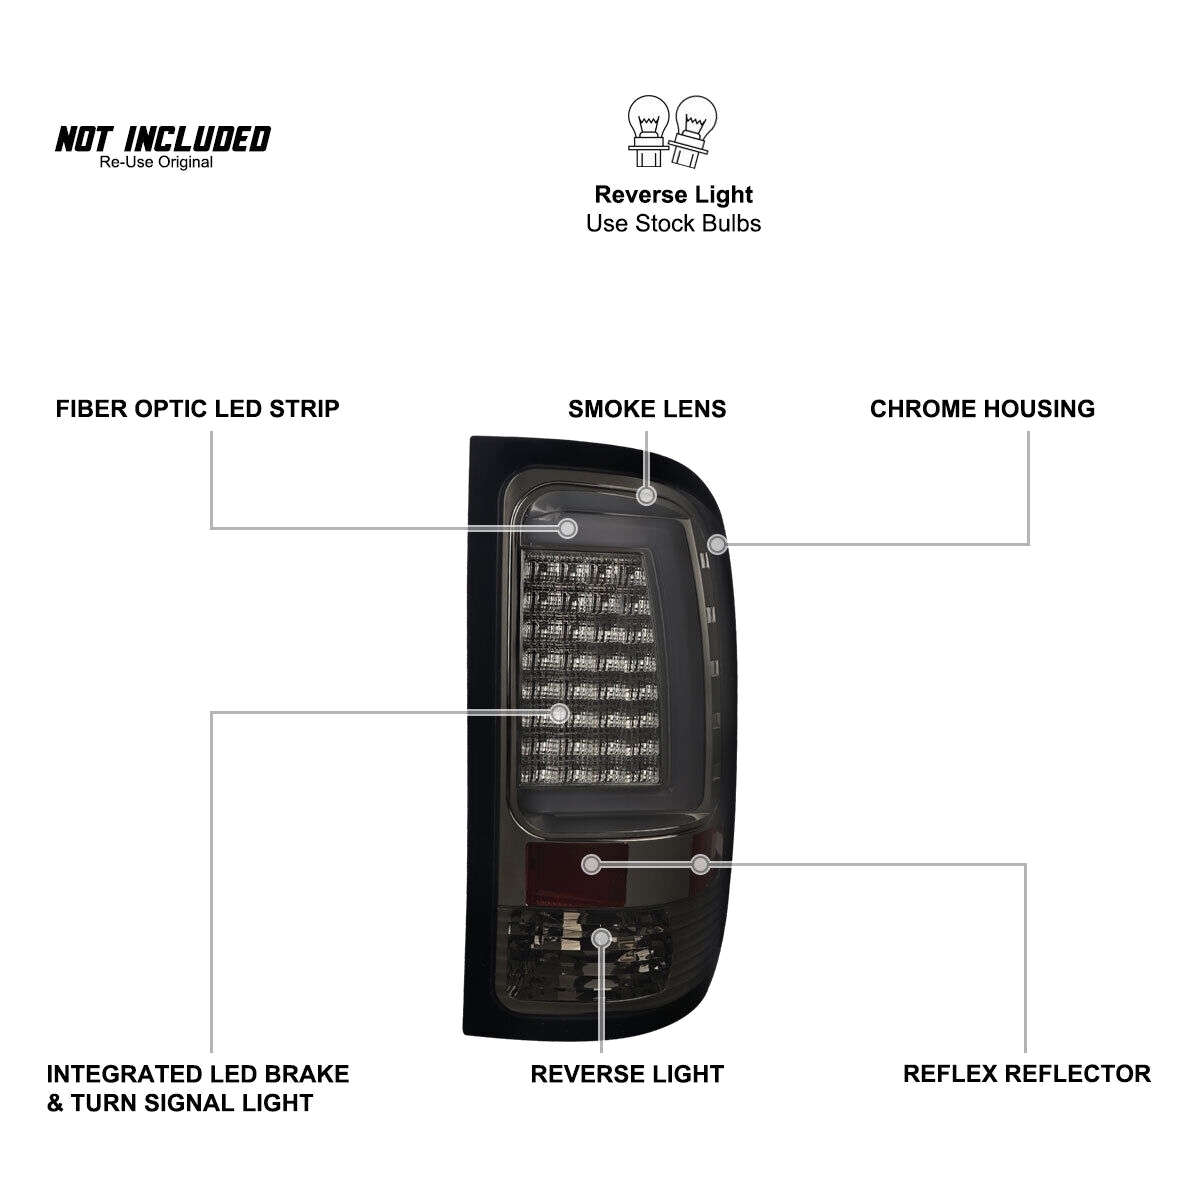 NOT INCLUDED
Re-Use Original
Reverse Light
Use Stock Bulbs
FIBER OPTIC LED STRIP
SMOKE LENS
CHROME HOUSING
INTEGRATED LED BRAKE
& TURN SIGNAL LIGHT
REVERSE LIGHT
REFLEX REFLECTOR